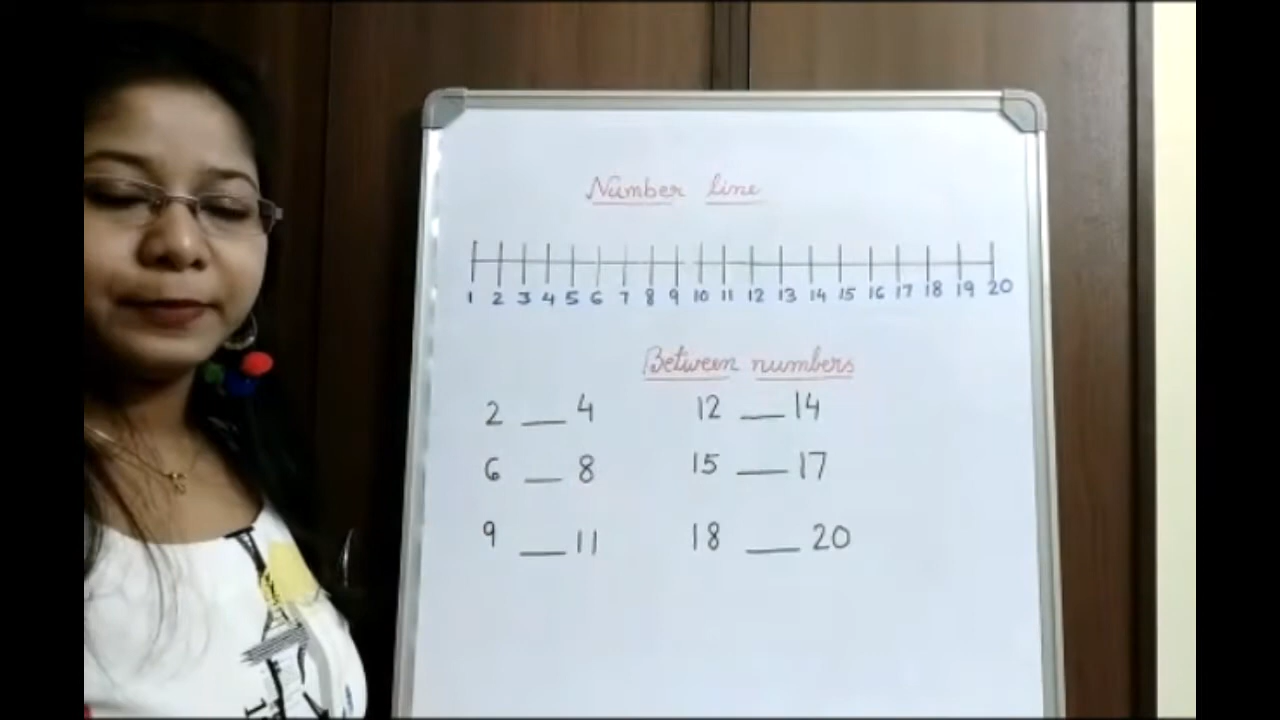 Number line
1 2 3 4 5 6 7 8 9 10 11 12 13 14 15 16 17 18 19 20
Between numbers
2 __ 4 12 __ 14
6 __ 8 15 __ 17
9 __ 11 18 __ 20